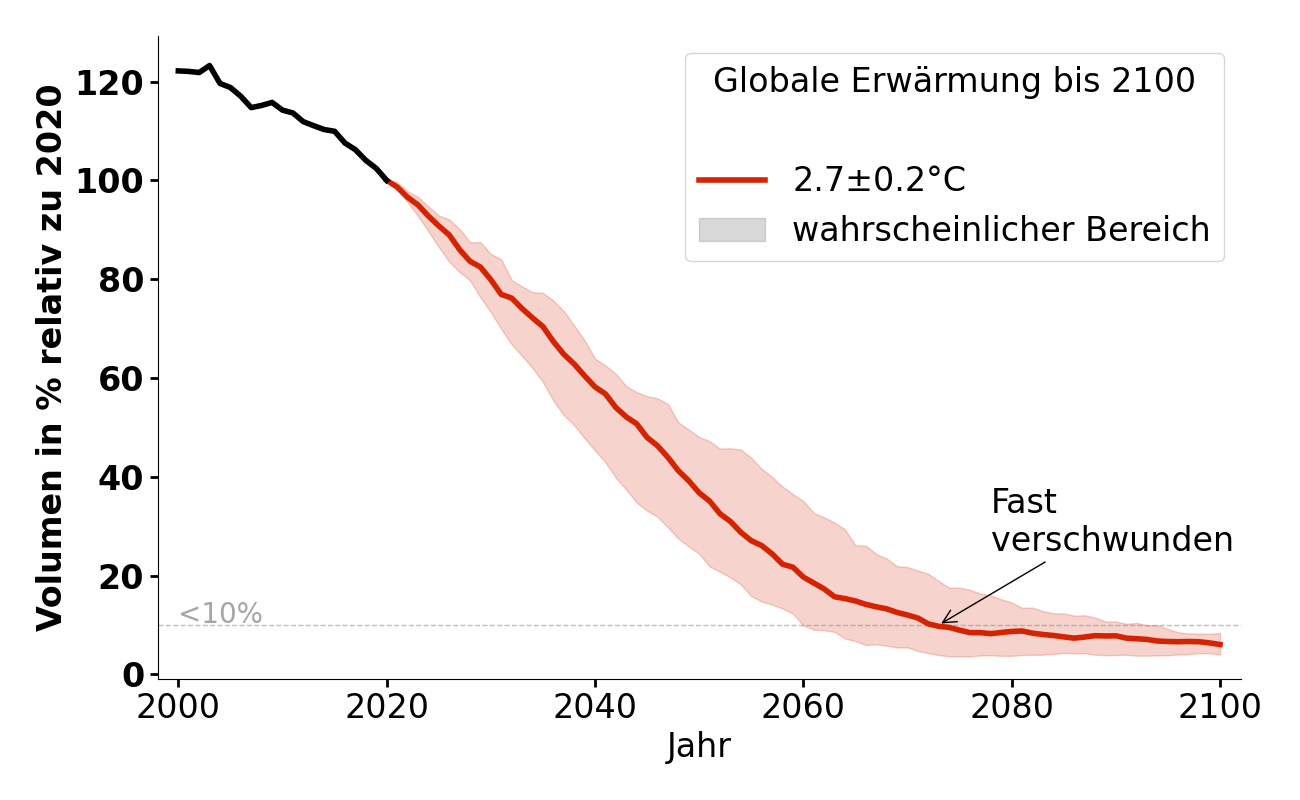 Globale Erwärmung bis 2100
2.7±0.2°C
wahrscheinlicher Bereich
Volumen in % relativ zu 2020
120
100
80
60
40
20
0
Fast
verschwunden
<10%
2000 2020 2040 2060 2080 2100
Jahr